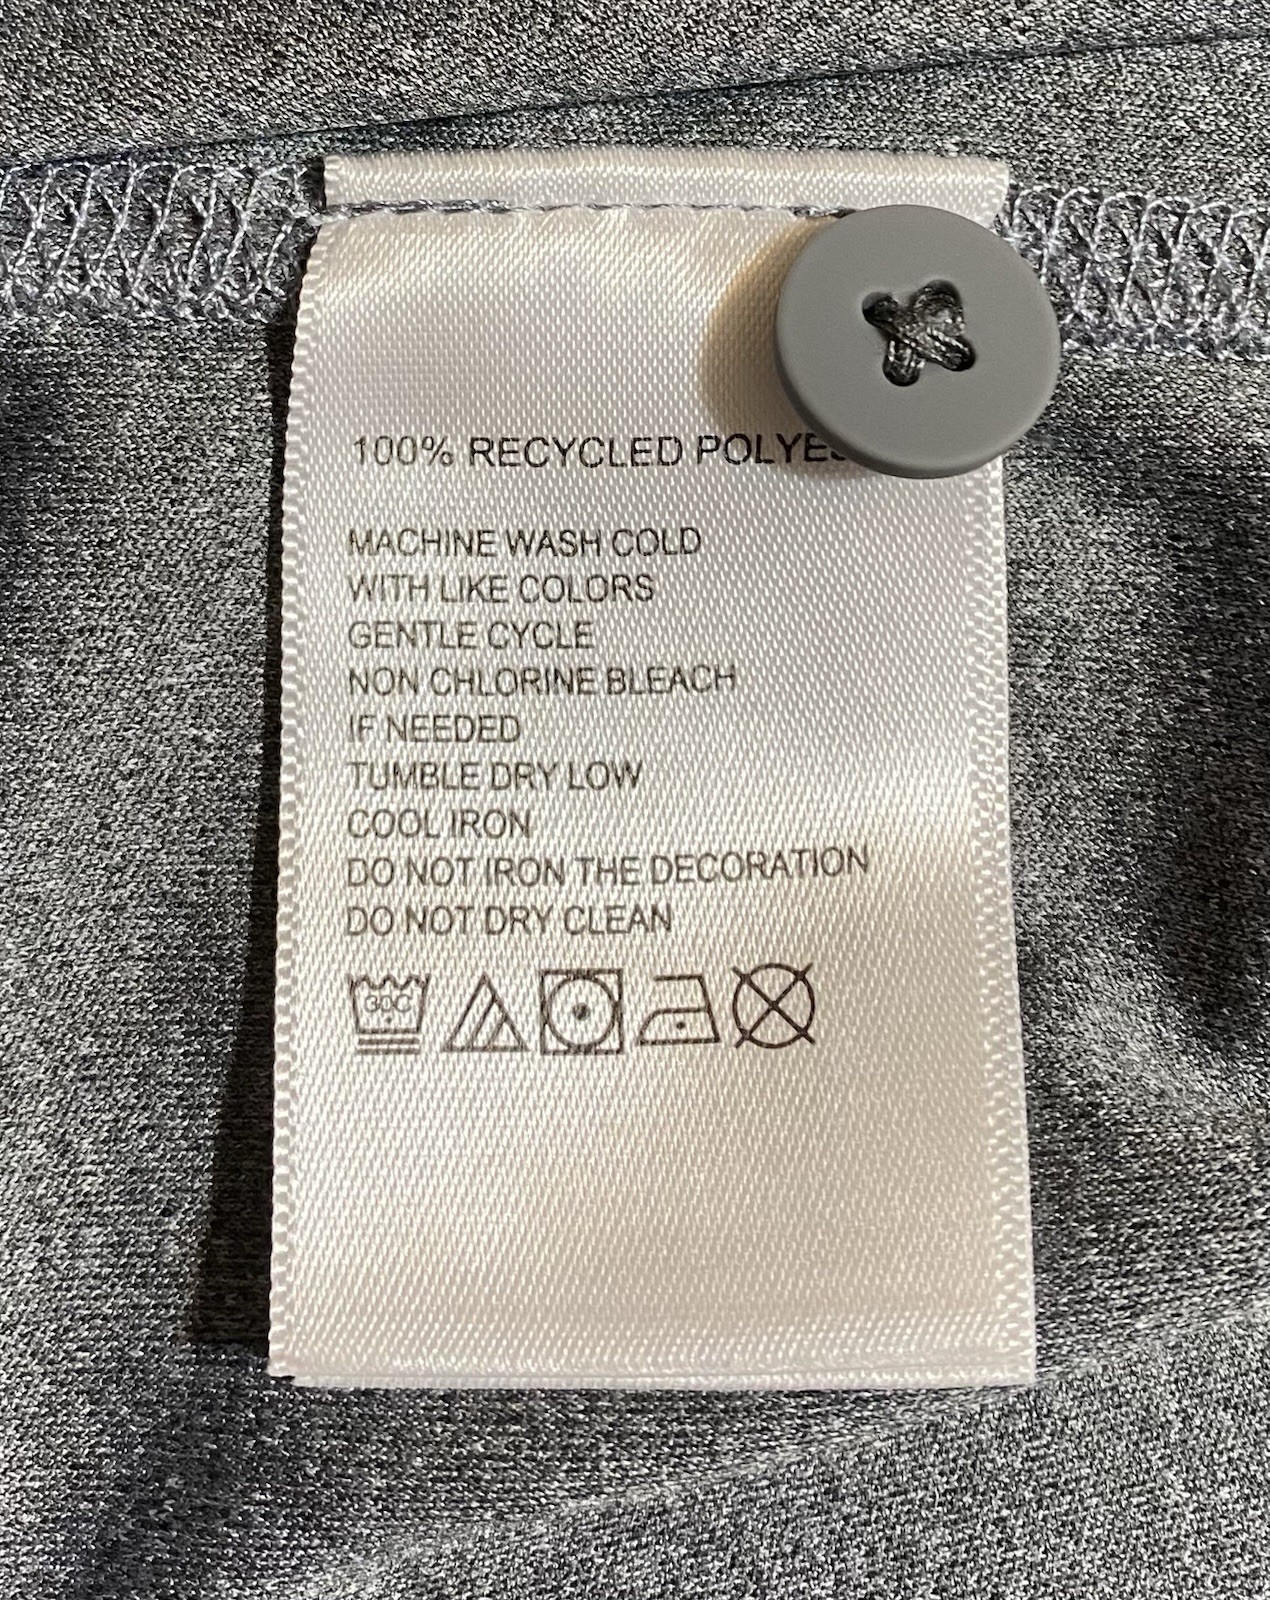 100% RECYCLED POLYES
MACHINE WASH COLD
WITH LIKE COLORS
GENTLE CYCLE
NON CHLORINE BLEACH
IF NEEDED
TUMBLE DRY LOW
COOL IRON
DO NOT IRON THE DECORATION
DO NOT DRY CLEAN
30C